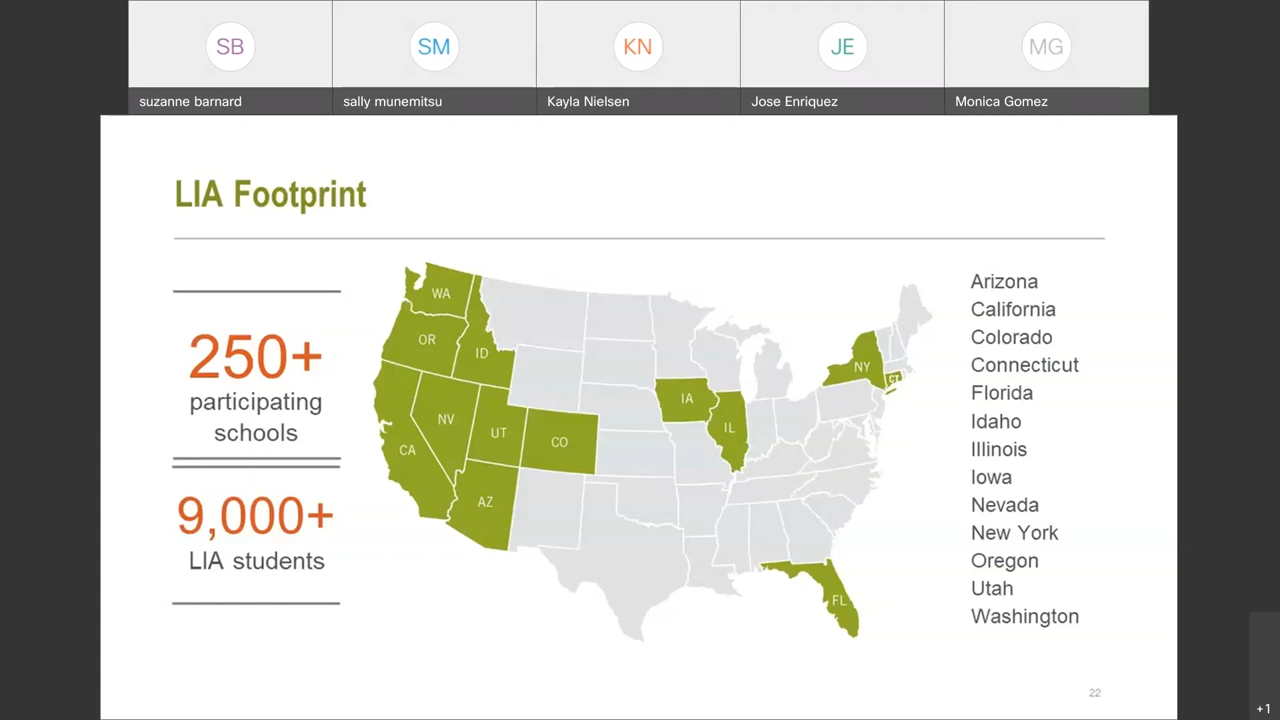 SB
SM
KN
JE
MG
suzanne barnard
sally munemitsu
Kayla Nielsen
Jose Enriquez
Monica Gomez
LIA Footprint
250+
participating
schools
9,000+
LIA students
WA
OR
ID
NV
UT
CO
CA
AZ
IA
IL
NY
CT
FL
Arizona
California
Colorado
Connecticut
Florida
Idaho
Illinois
Iowa
Nevada
New York
Oregon
Utah
Washington
22
+1